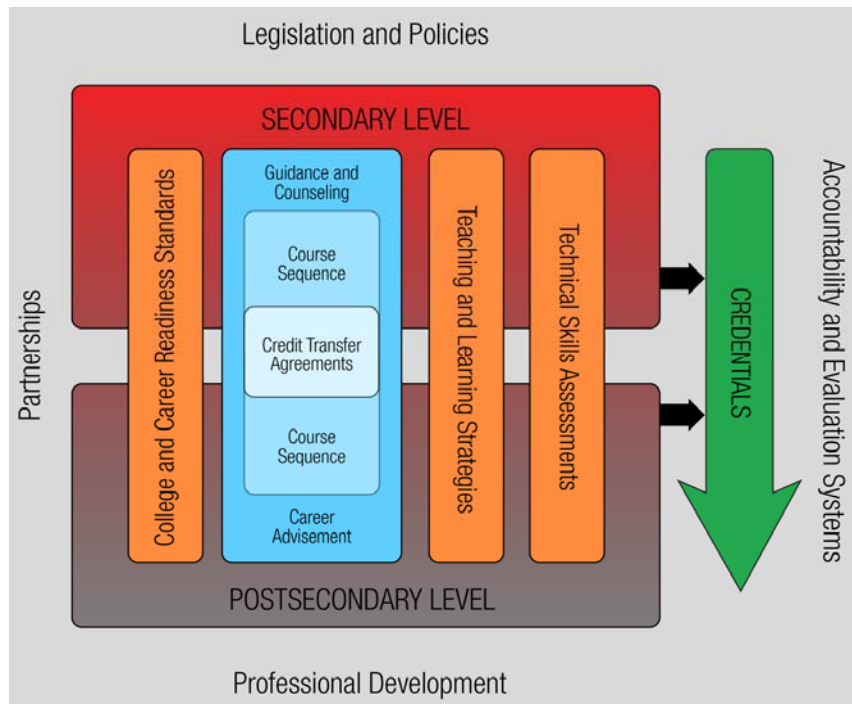 Legislation and Policies
SECONDARY LEVEL
Partnerships
College and Career Readiness Standards
Guidance and
Counseling
Course
Sequence
Credit Transfer
Agreements
Course
Sequence
Career
Advisement
Teaching and Learning Strategies
Technical Skills Assessments
CREDENTIALS
Accountability and Evaluation Systems
POSTSECONDARY LEVEL
Professional Development